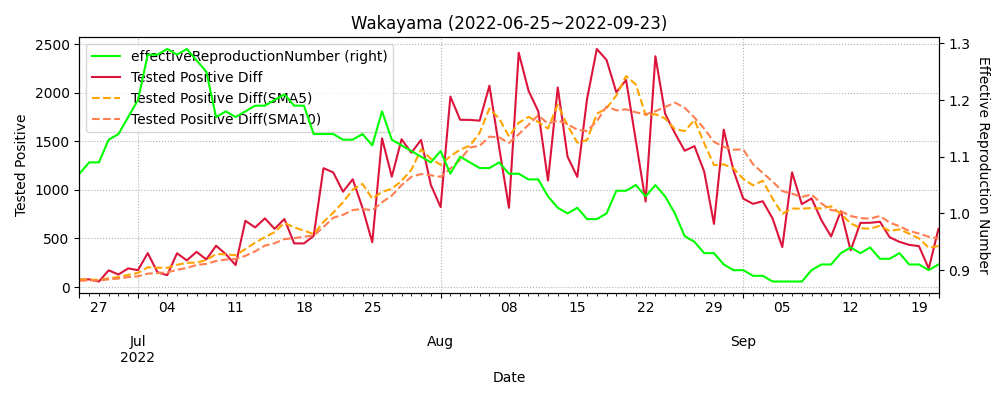 Wakayama (2022-06-25~2022-09-23)
effectiveReproductionNumber (right)
Tested Positive Diff
Tested Positive Diff(SMA5)
Tested Positive Diff(SMA10)
Tested Positive
2500
2000
1500
1000
500
0
Effective Reproduction Number
1.3
1.2
1.1
1.0
0.9
27 04 11 18 25 08 15 22 29 05 12 19
Jul Aug Sep
2022
Date